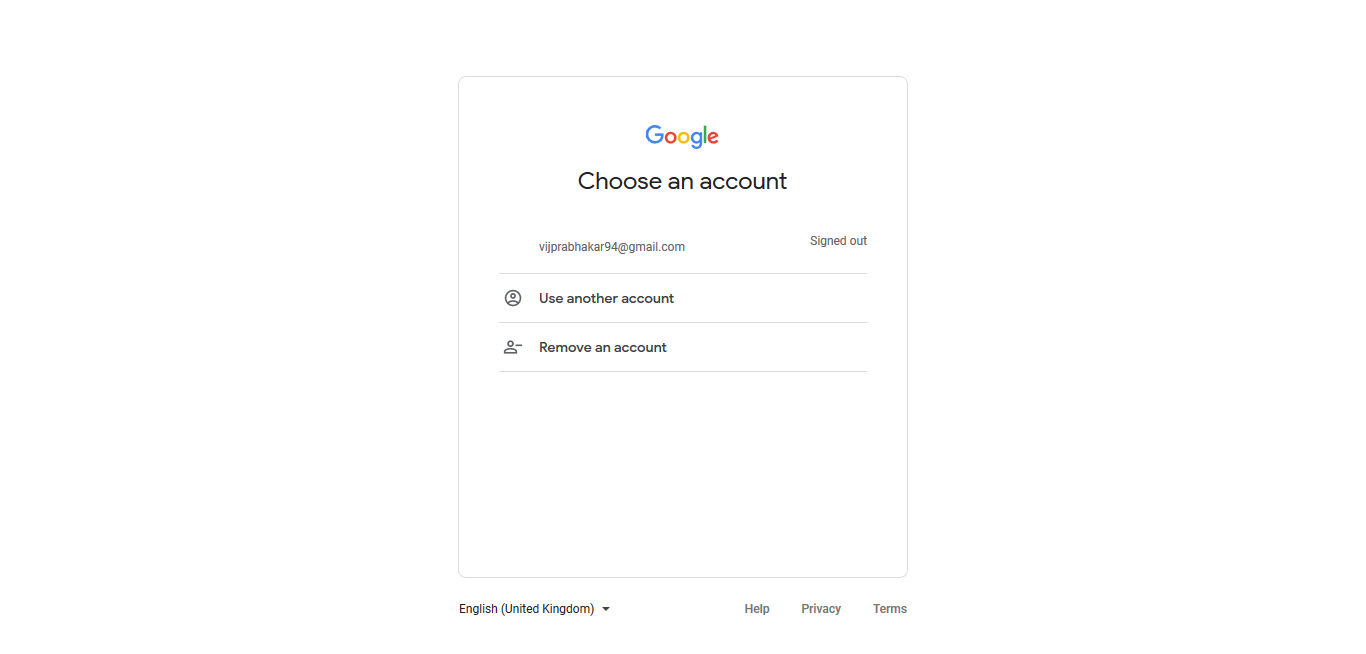 Google
Choose an account
vijprabhakar94@gmail.com
Signed out
Use another account
Remove an account
English (United Kingdom)
Help
Privacy
Terms